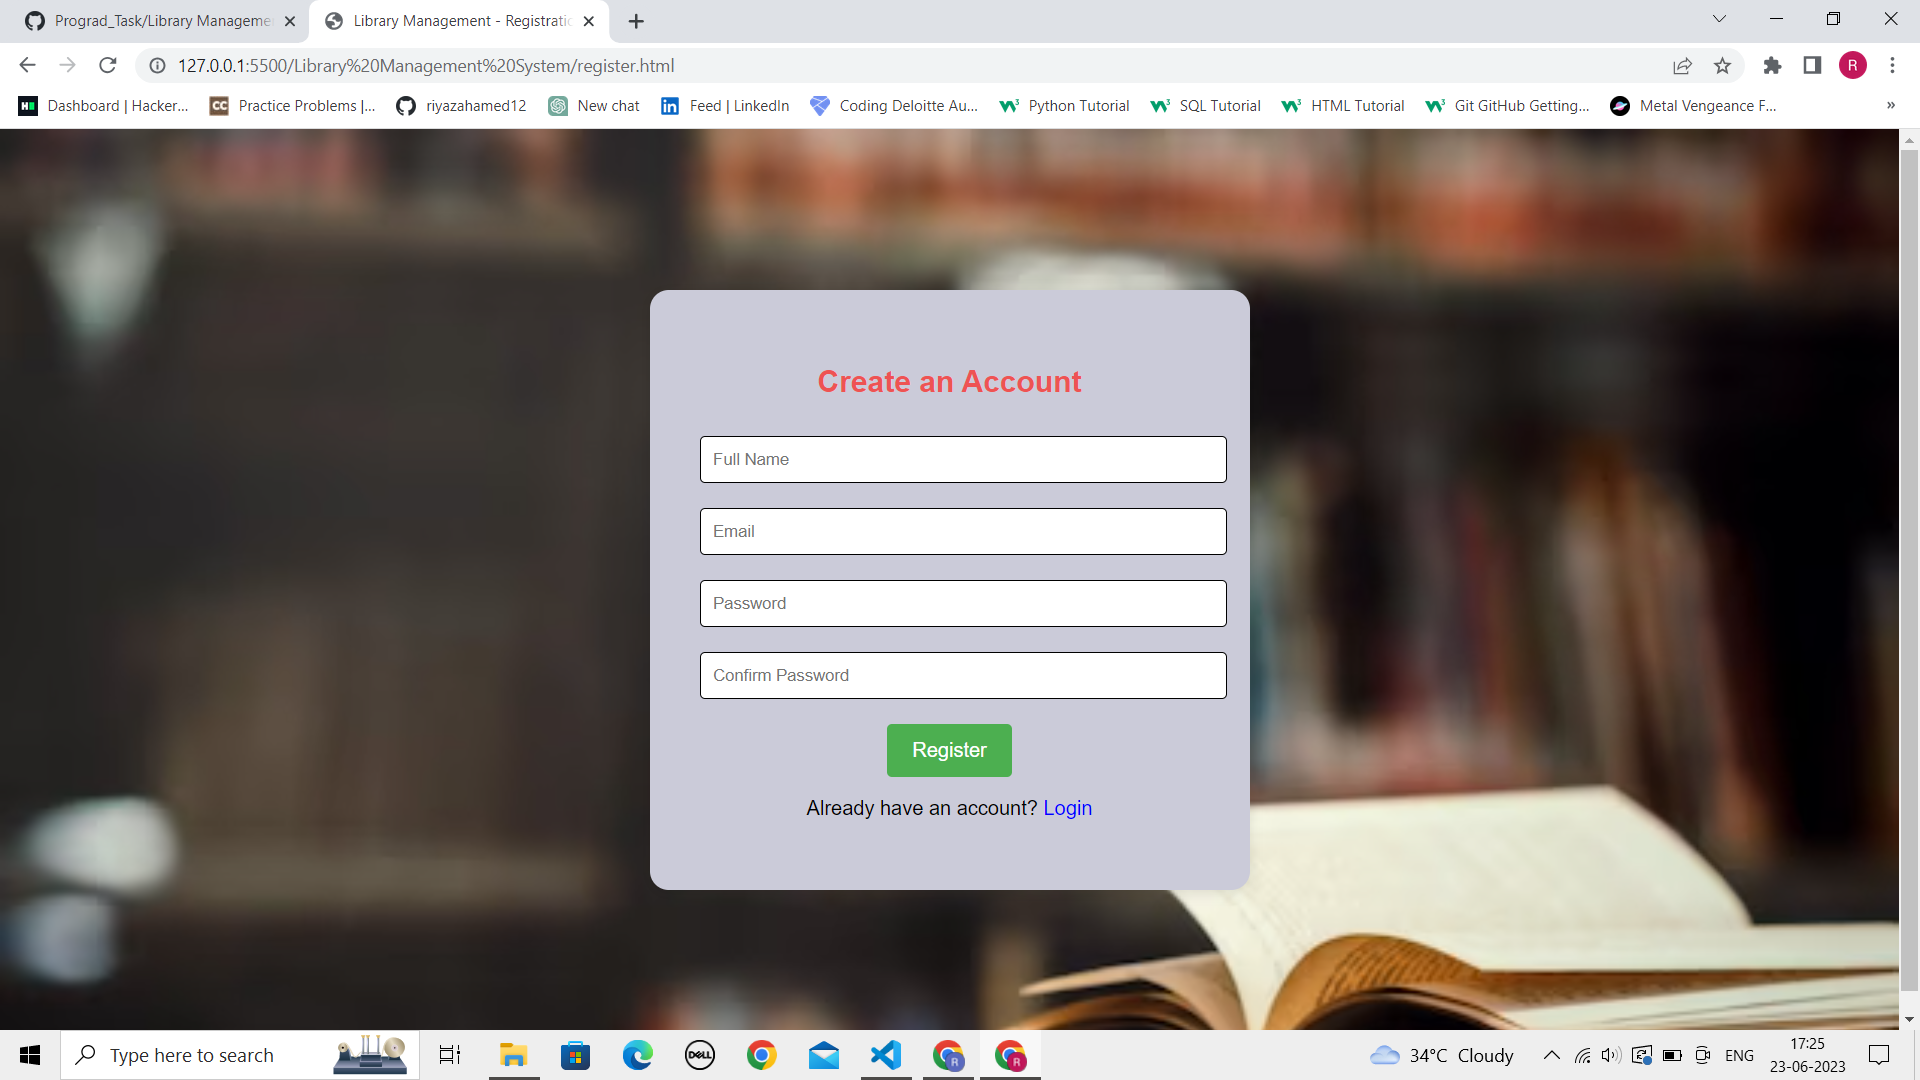 Prograd_Task/Library Manageme
Library Management - Registratio
127.0.0.1:5500/Library%20Management%20System/register.html
R
Dashboard | Hacker...
CC
Practice Problems |...
riyazahamed12
New chat
in
Feed | LinkedIn
Coding Deloitte Au...
Python Tutorial
SQL Tutorial
HTML Tutorial
Git GitHub Getting...
Metal Vengeance F...
»
Create an Account
Full Name
Email
Password
Confirm Password
Register
Already have an account? Login
Type here to search
DELL
R
R
34°C Cloudy
ENG
17:25
23-06-2023